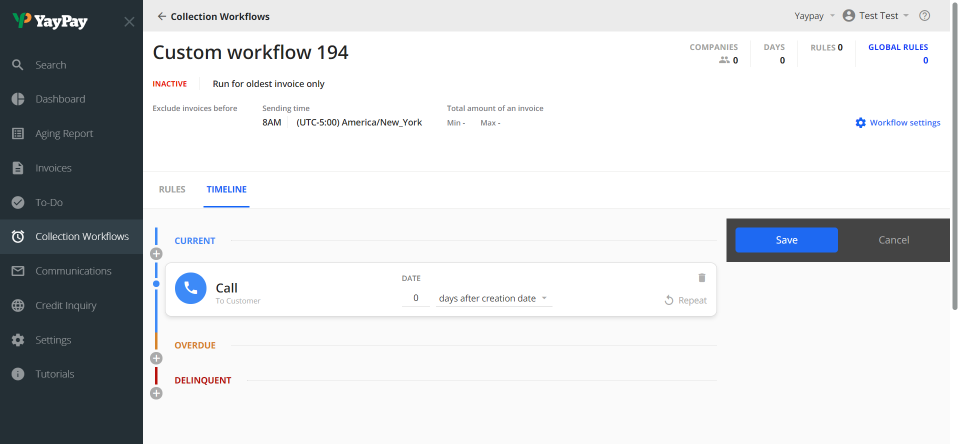 YayPay
Collection Workflows
Yaypay
Test Test
Search
Dashboard
Aging Report
Invoices
To-Do
Collection Workflows
Communications
Credit Inquiry
Settings
Tutorials
Custom workflow 194
COMPANIES
0
DAYS
0
RULES 0
GLOBAL RULES
0
INACTIVE
Run for oldest invoice only
Exclude invoices before
Sending time
8AM (UTC-5:00) America/New_York
Total amount of an invoice
Min - Max -
Workflow settings
RULES
TIMELINE
CURRENT
Call
To Customer
DATE
0 days after creation date
Repeat
OVERDUE
DELINQUENT
Save
Cancel